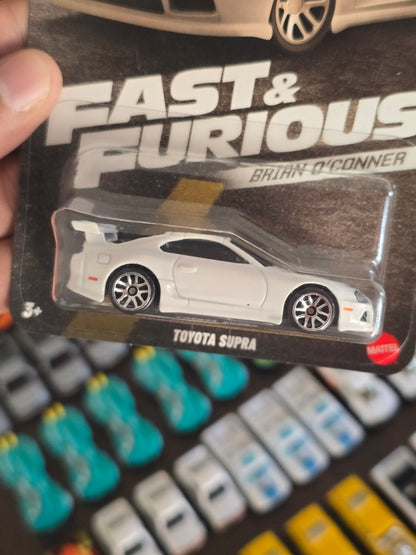 FAST &
FURIOUS
BRIAN O'CONNER
3+
TOYOTA SUPRA
MATTEL